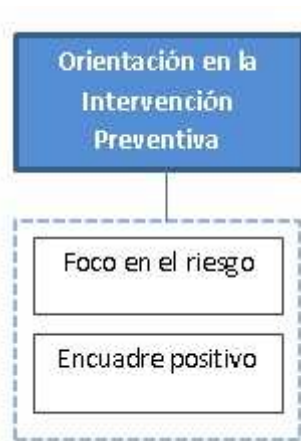 Orientación en la
Intervención
Preventiva
Foco en el riesgo
Encuadre positivo